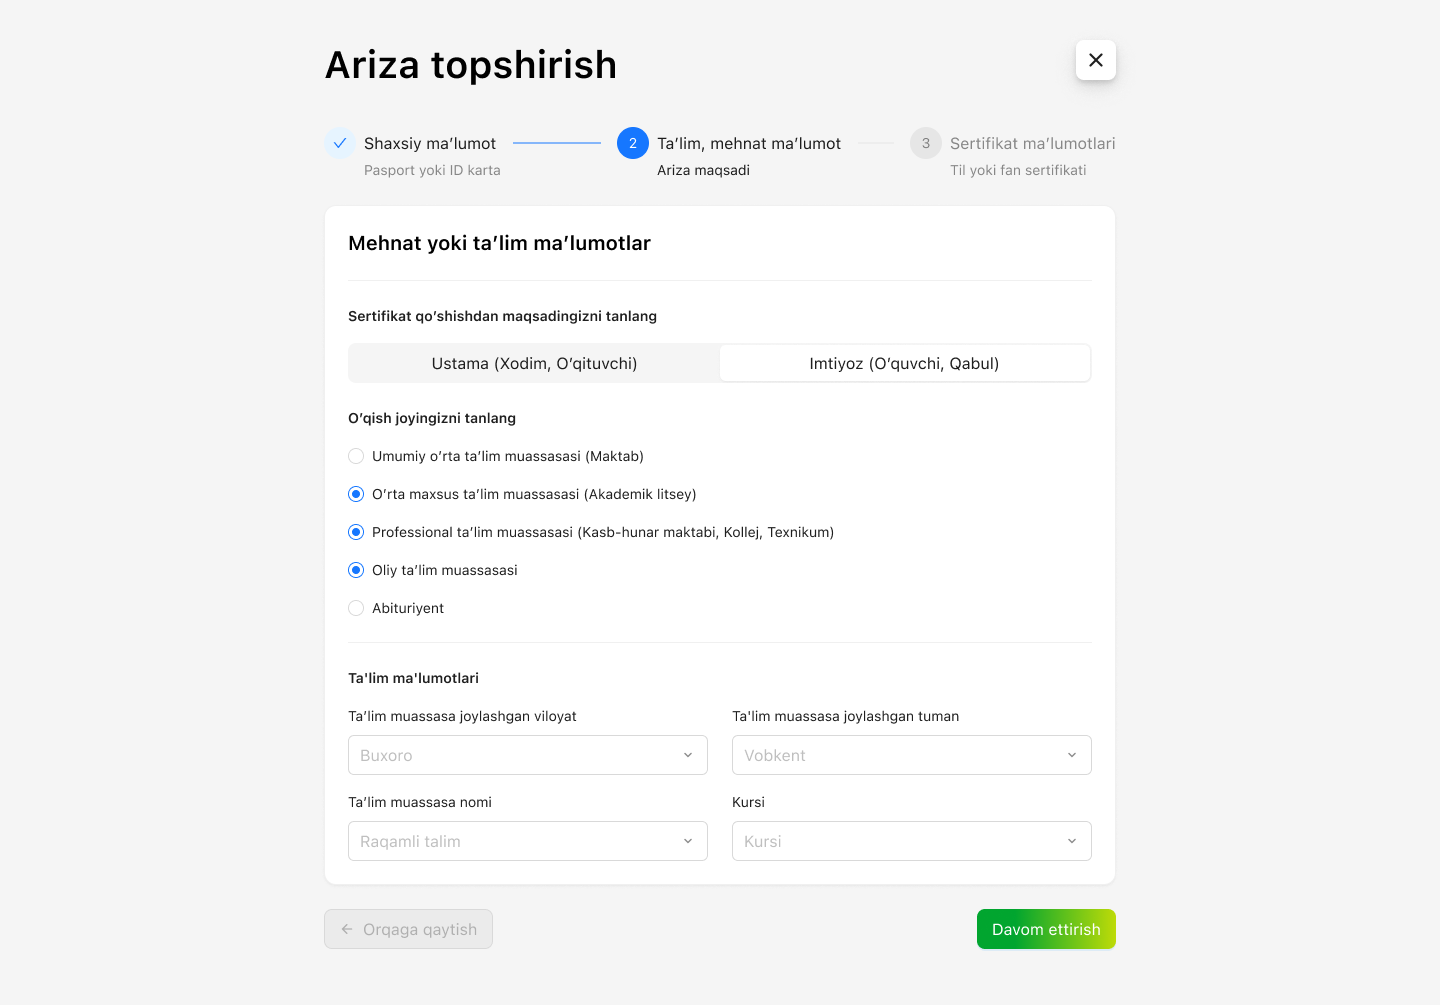 Ariza topshirish
Shaxsiy ma’lumot
Pasport yoki ID karta
2
Ta’lim, mehnat ma’lumot
Ariza maqsadi
3
Sertifikat ma’lumotlari
Til yoki fan sertifikati
Mehnat yoki ta’lim ma’lumotlar
Sertifikat qo’shishdan maqsadingizni tanlang
Ustama (Xodim, O’qituvchi)
Imtiyoz (O’quvchi, Qabul)
O’qish joyingizni tanlang
Umumiy o’rta ta’lim muassasasi (Maktab)
O’rta maxsus ta’lim muassasasi (Akademik litsey)
Professional ta’lim muassasasi (Kasb-hunar maktabi, Kollej, Texnikum)
Oliy ta’lim muassasasi
Abituriyent
Ta'lim ma'lumotlari
Ta’lim muassasa joylashgan viloyat
Ta'lim muassasa joylashgan tuman
Buxoro
Vobkent
Ta’lim muassasa nomi
Kursi
Raqamli talim
Kursi
Orqaga qaytish
Davom ettirish